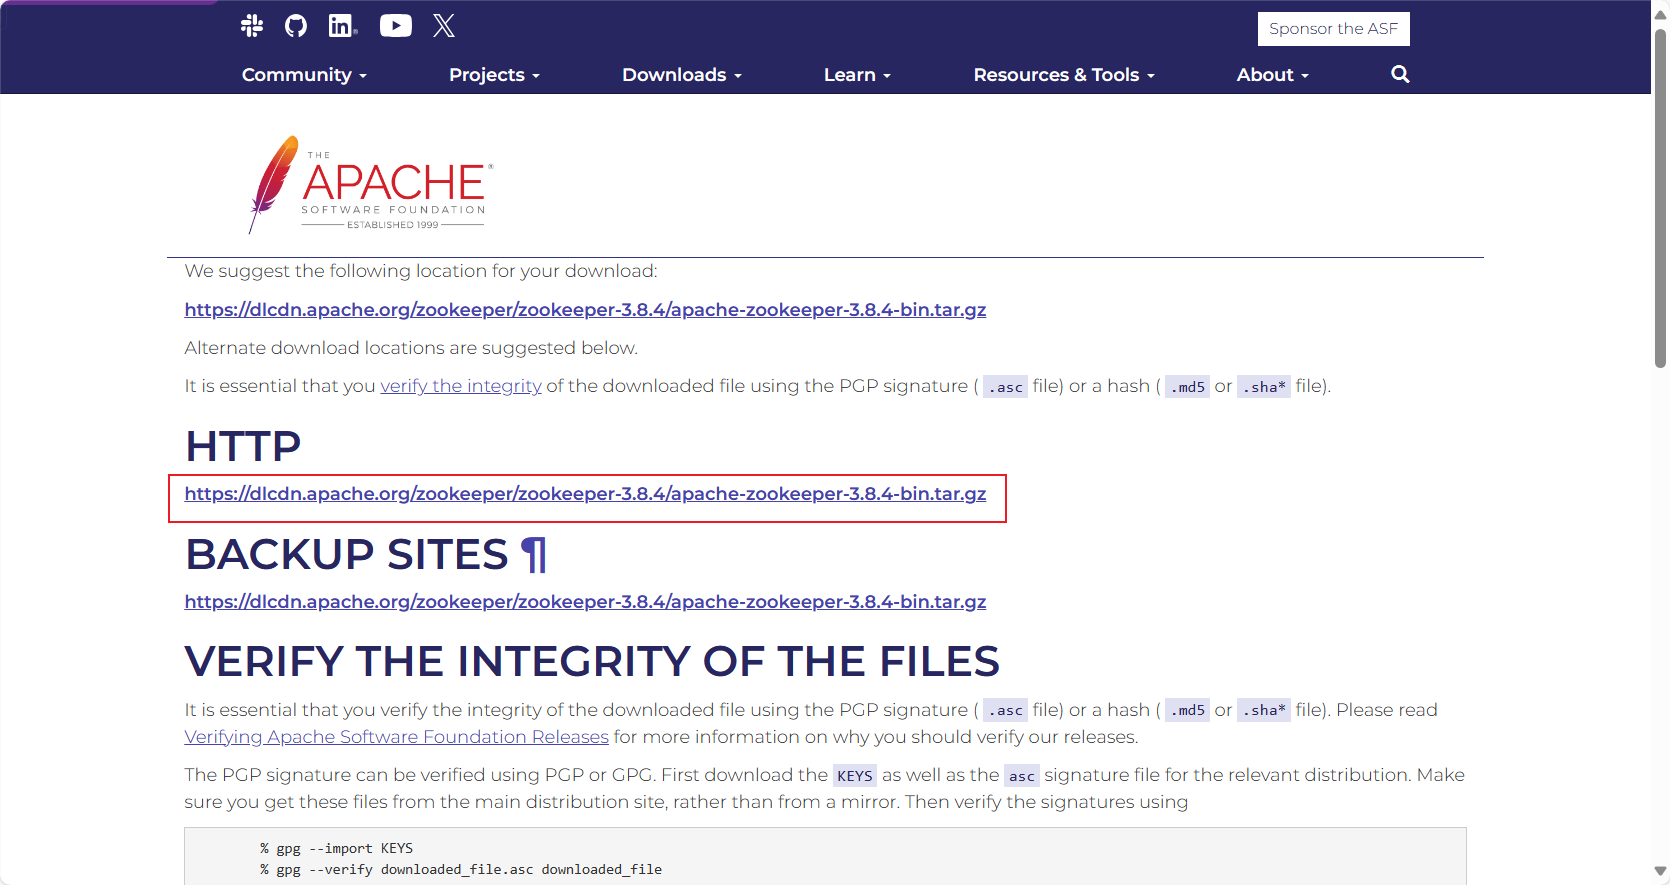 Sponsor the ASF
Community Projects Downloads Learn Resources & Tools About
THE
APACHE®
SOFTWARE FOUNDATION
ESTABLISHED 1999
We suggest the following location for your download:
https://dlcdn.apache.org/zookeeper/zookeeper-3.8.4/apache-zookeeper-3.8.4-bin.tar.gz
Alternate download locations are suggested below.
It is essential that you verify the integrity of the downloaded file using the PGP signature ( .asc file) or a hash ( .md5 or .sha* file).
HTTP
https://dlcdn.apache.org/zookeeper/zookeeper-3.8.4/apache-zookeeper-3.8.4-bin.tar.gz
BACKUP SITES ¶
https://dlcdn.apache.org/zookeeper/zookeeper-3.8.4/apache-zookeeper-3.8.4-bin.tar.gz
VERIFY THE INTEGRITY OF THE FILES
It is essential that you verify the integrity of the downloaded file using the PGP signature ( .asc file) or a hash ( .md5 or .sha* file). Please read
Verifying Apache Software Foundation Releases for more information on why you should verify our releases.
The PGP signature can be verified using PGP or GPG. First download the KEYS as well as the asc signature file for the relevant distribution. Make
sure you get these files from the main distribution site, rather than from a mirror. Then verify the signatures using
% gpg --import KEYS
% gpg --verify downloaded_file.asc downloaded_file